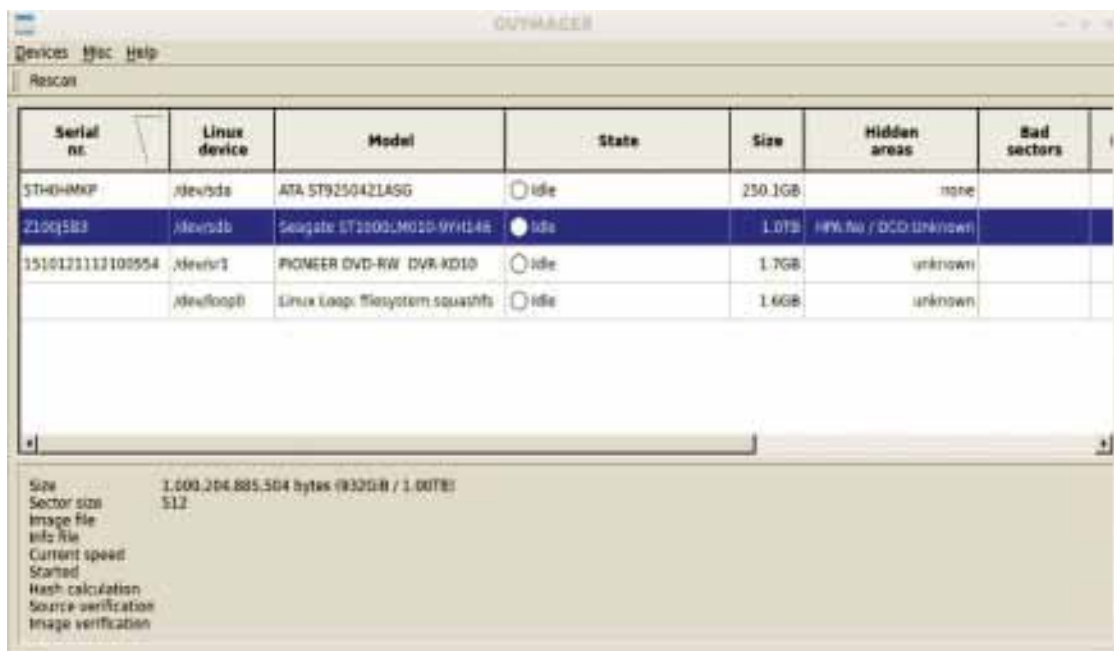 GUYMAGER
Devices Misc Help
Rescan
Serial nr. Linux device Model State Size Hidden areas Bad sectors
5TH0HMKP /dev/sda ATA ST9250421ASG Idle 250.1GB none
Z100J5B3 /dev/sdb Seagate ST1000LM010-9YH146 Idle 1.0TB HPA:No / DCO:Unknown
1510121112100954 /dev/sr1 PIONEER DVD-RW DVR-KD10 Idle 1.7GB unknown
/dev/loop0 Linux Loop: filesystem.squashfs Idle 1.6GB unknown
Size 1,000,204,885,504 bytes (932GiB / 1.00TB)
Sector size 512
Image file
Info file
Current speed
Started
Hash calculation
Source verification
Image verification